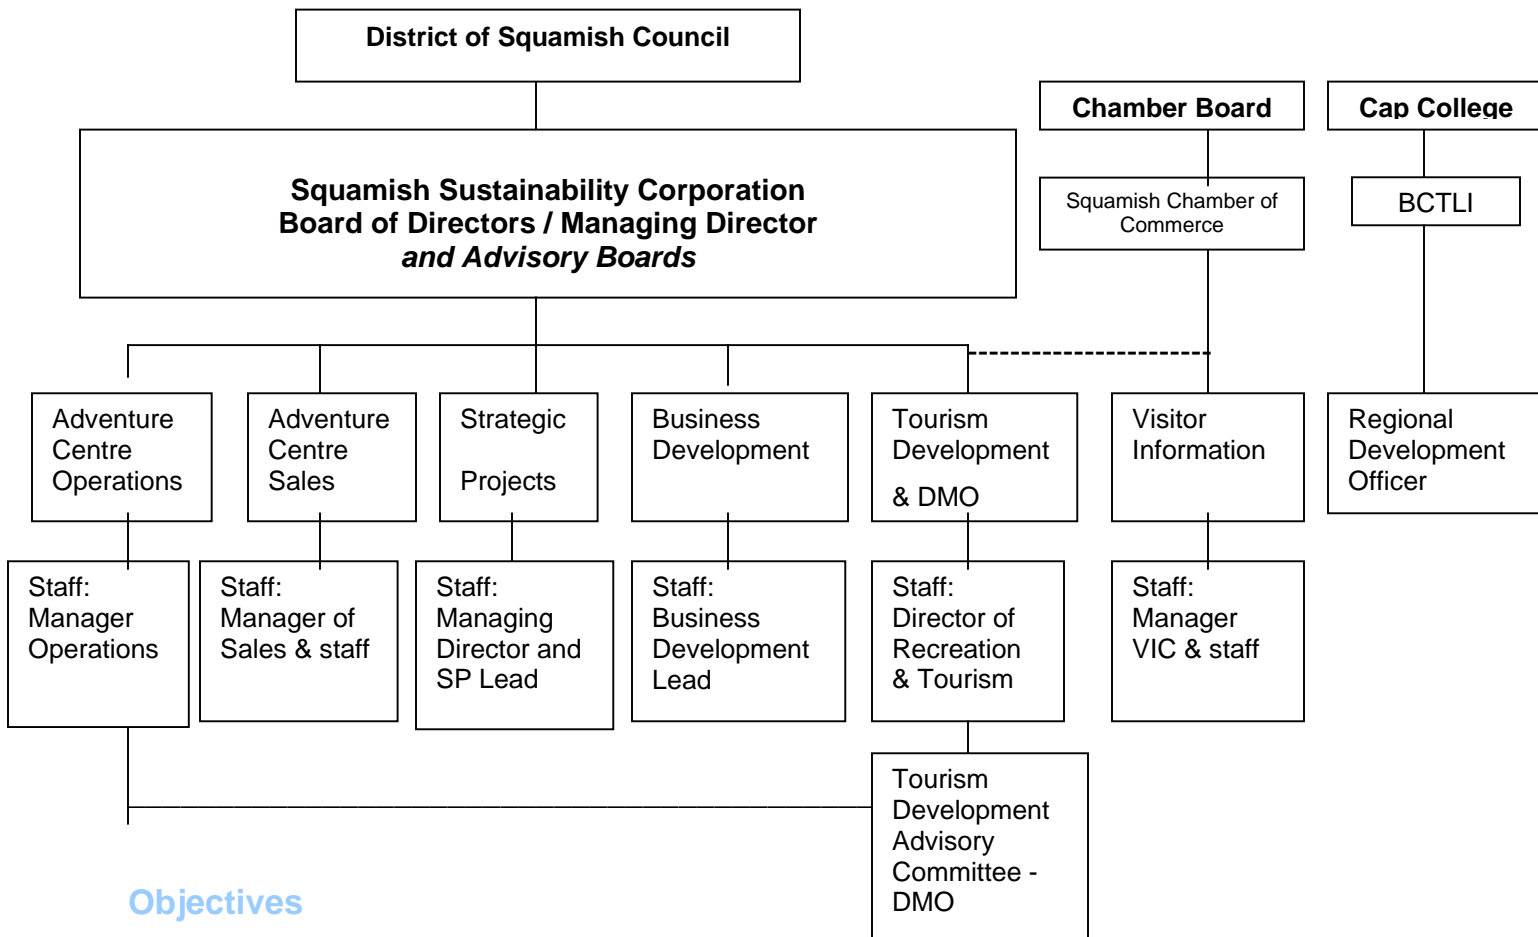 District of Squamish Council
Chamber Board
Cap College
Squamish Sustainability Corporation
Board of Directors / Managing Director
and Advisory Boards
Squamish Chamber of
Commerce
BCTLI
Adventure
Centre
Operations
Adventure
Centre
Sales
Strategic
Projects
Business
Development
Tourism
Development
& DMO
Visitor
Information
Regional
Development
Officer
Staff:
Manager
Operations
Staff:
Manager of
Sales & staff
Staff:
Managing
Director and
SP Lead
Staff:
Business
Development
Lead
Staff:
Director of
Recreation
& Tourism
Staff:
Manager
VIC & staff
Tourism
Development
Advisory
Committee -
DMO
Objectives